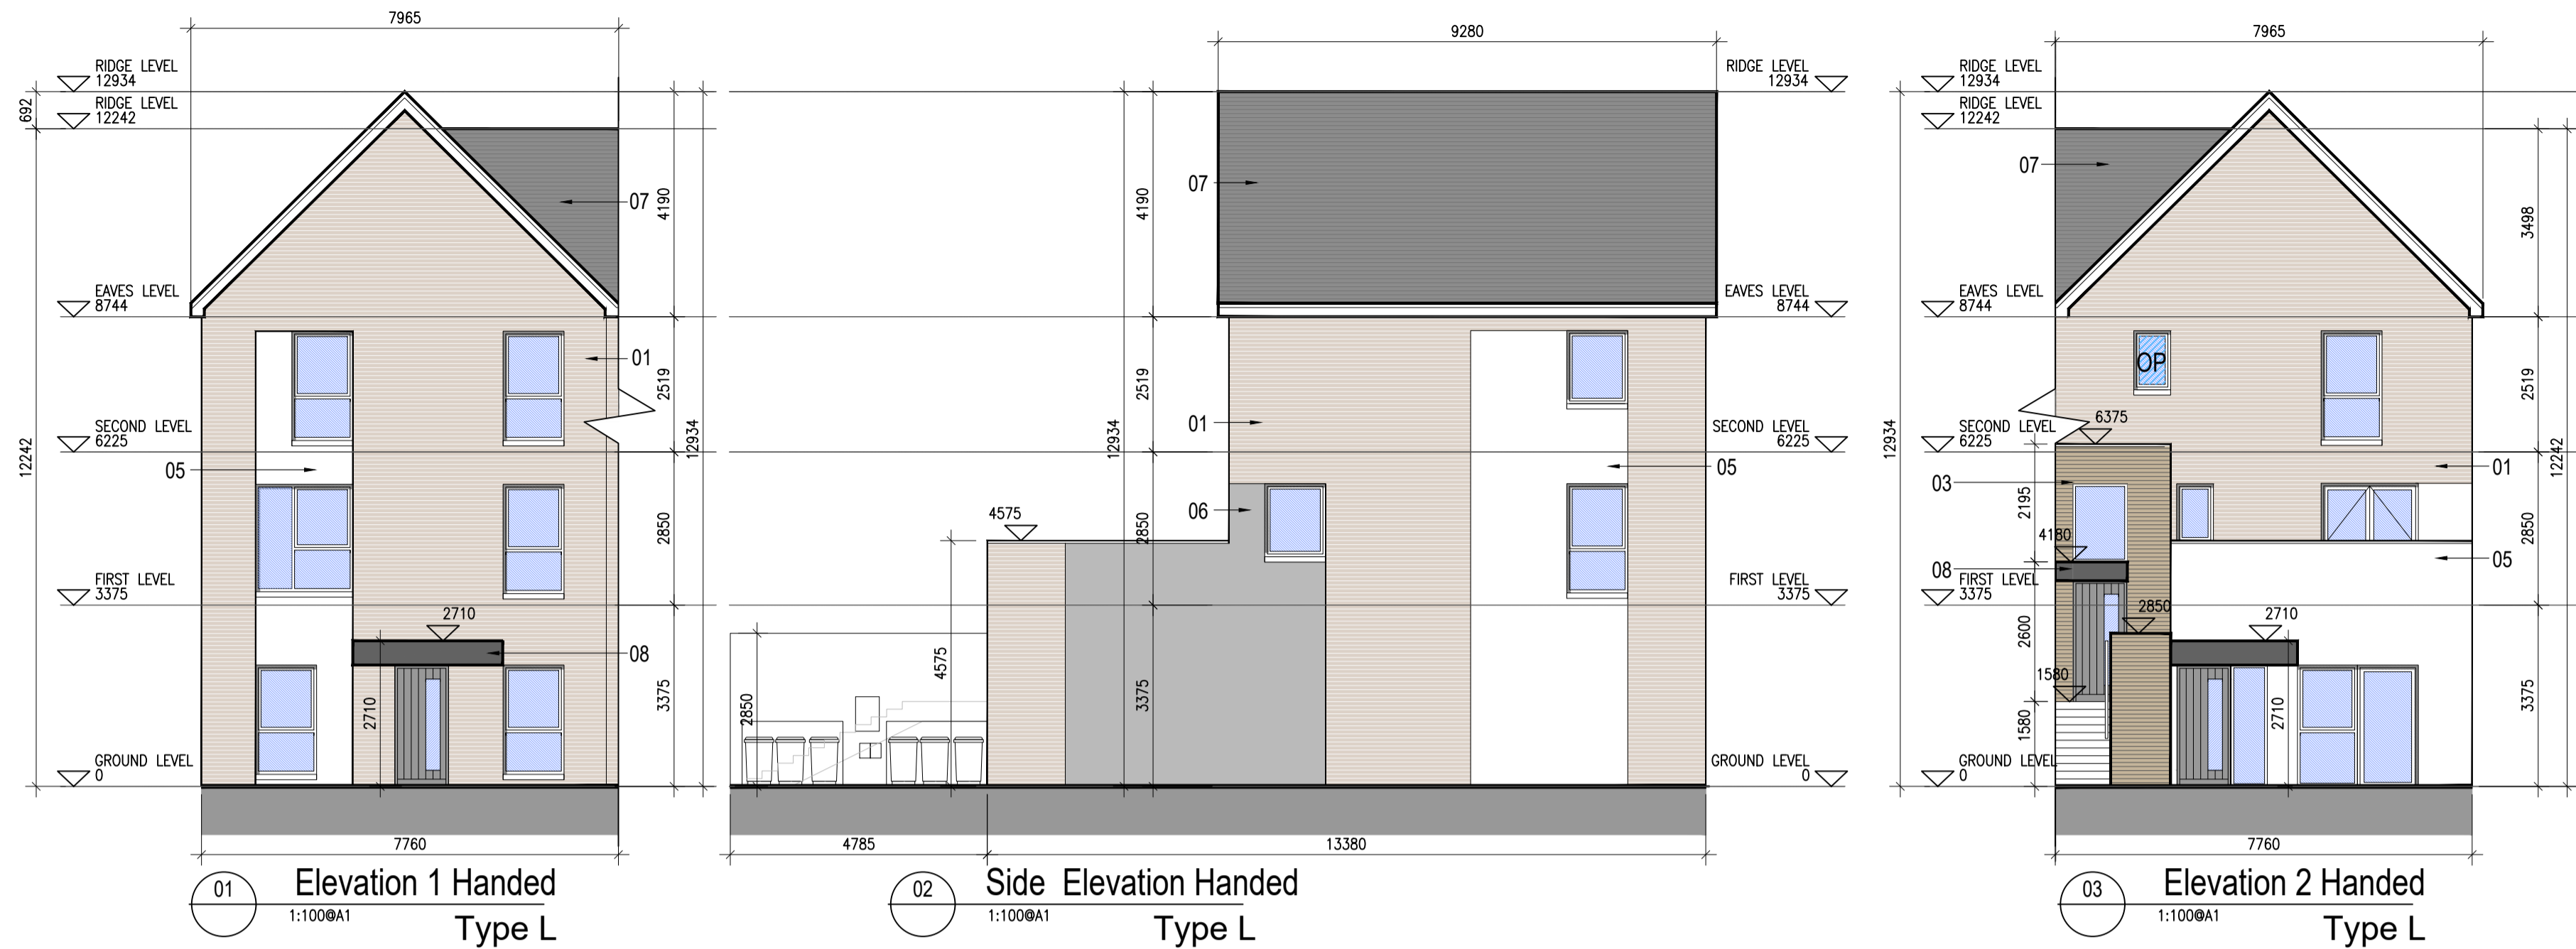 7965
RIDGE LEVEL
12934
692
RIDGE LEVEL
12242
07
4190
EAVES LEVEL
8744
01
2519
SECOND LEVEL
6225
12242
12934
05
2850
FIRST LEVEL
3375
2710
08
2710
3375
GROUND LEVEL
0
7760
01
Elevation 1 Handed
1:100@A1
Type L
9280
RIDGE LEVEL
12934
07
4190
EAVES LEVEL
8744
2519
01
12934
SECOND LEVEL
6225
05
06
4575
2850
FIRST LEVEL
3375
4575
2850
3375
GROUND LEVEL
0
4785
13380
02
Side Elevation Handed
1:100@A1
Type L
7965
RIDGE LEVEL
12934
RIDGE LEVEL
12242
07
3498
EAVES LEVEL
8744
OP
2519
6375
SECOND LEVEL
6225
12934
12242
01
03
2195
2850
4180
05
08
FIRST LEVEL
3375
2850
2710
2600
1580
3375
2710
1580
GROUND LEVEL
0
7760
03
Elevation 2 Handed
1:100@A1
Type L